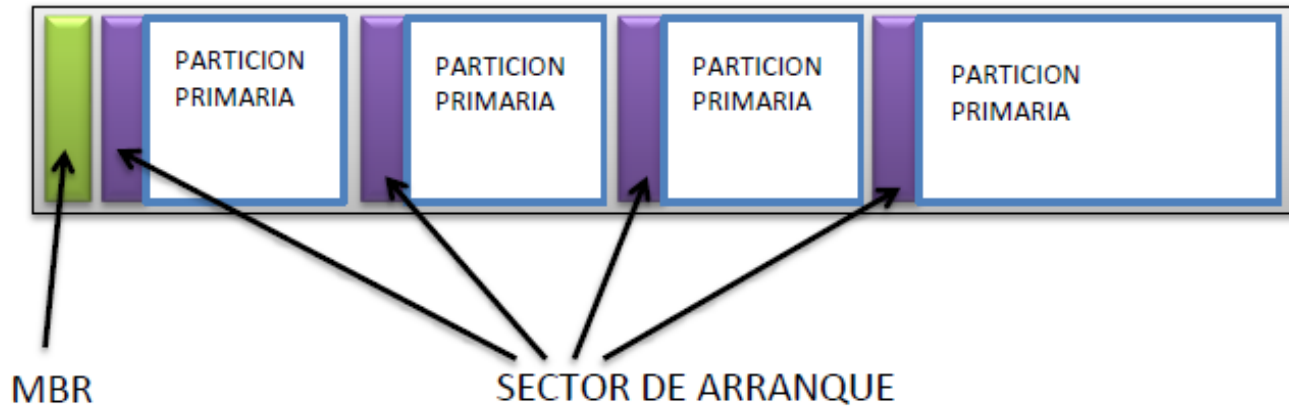 PARTICION
PRIMARIA
PARTICION
PRIMARIA
PARTICION
PRIMARIA
PARTICION
PRIMARIA
MBR
SECTOR DE ARRANQUE